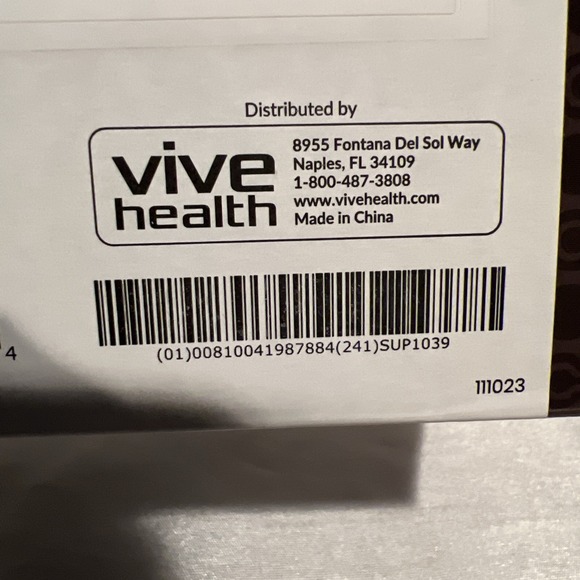 Distributed by
vive
health
8955 Fontana Del Sol Way
Naples, FL 34109
1-800-487-3808
www.vivehealth.com
Made in China
(01)00810041987884(241)SUP1039
4
111023